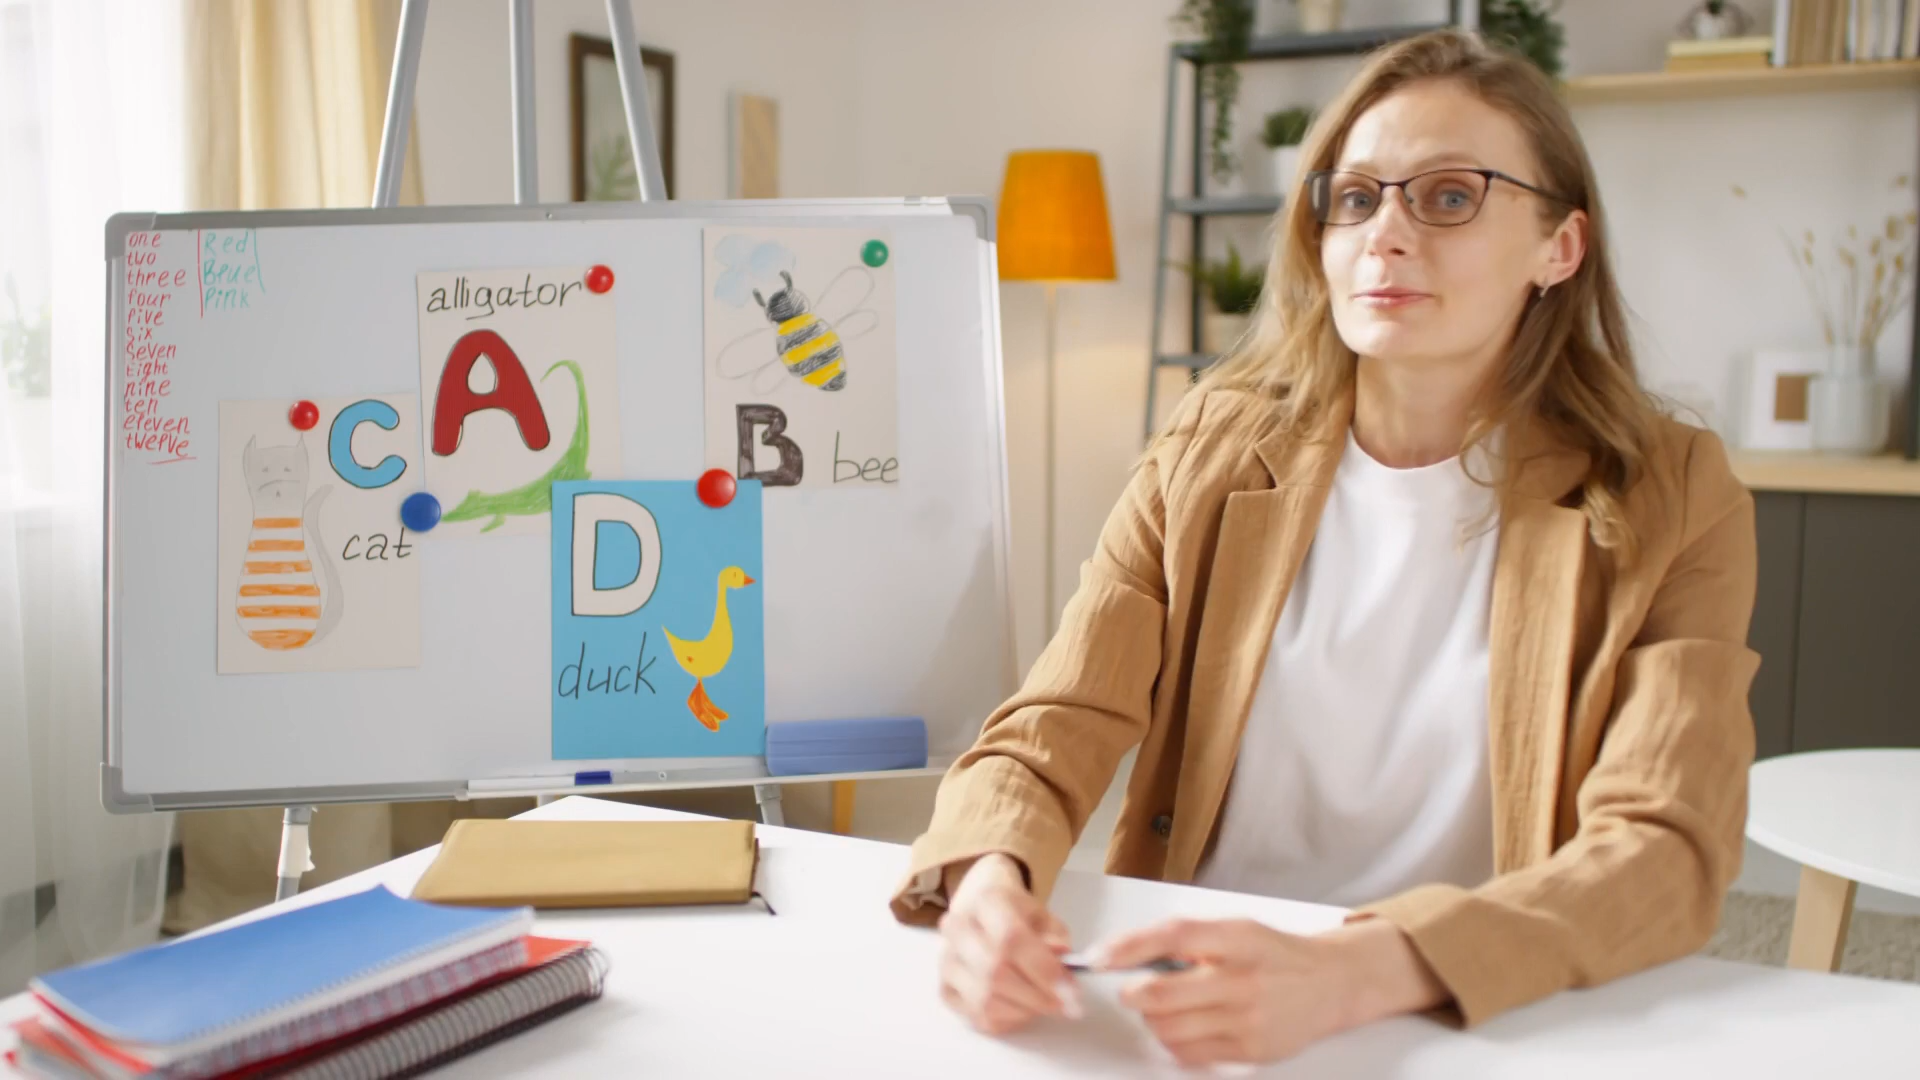 one
two
three
four
five
six
seven
Eight
nine
ten
eleven
twelve
Red
Blue
Pink
alligator
A
B
bee
C
cat
D
duck